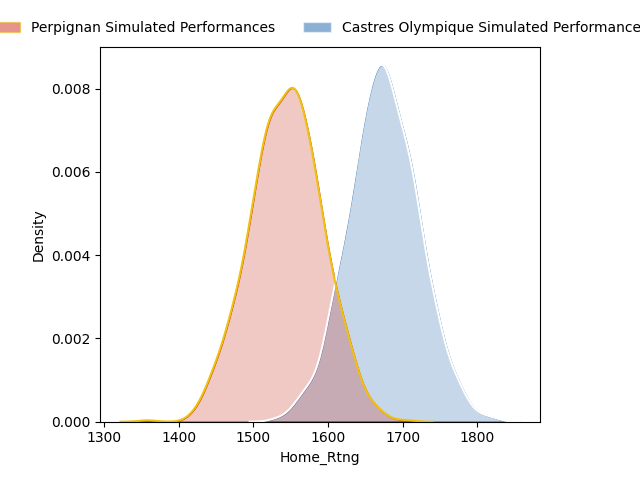 Perpignan Simulated Performances
Castres Olympique Simulated Performance
0.008
0.006
0.004
0.002
0.000
Density
1300 1400 1500 1600 1700 1800
Home_Rtng